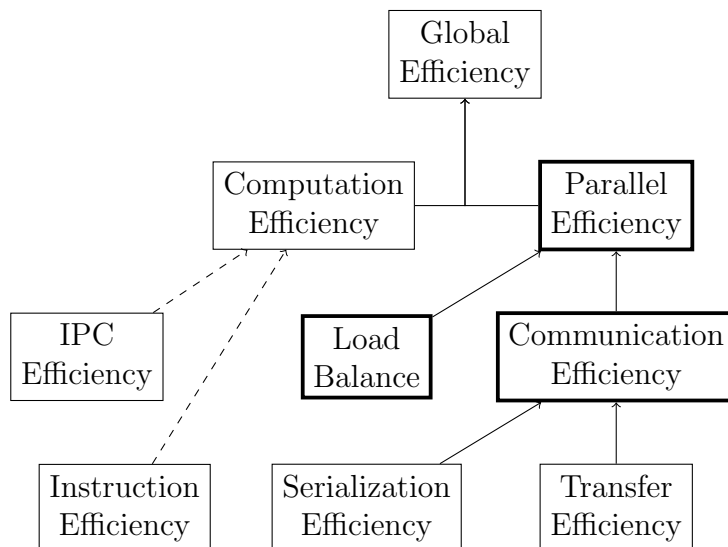 Global
Efficiency
Computation
Efficiency
Parallel
Efficiency
IPC
Efficiency
Load
Balance
Communication
Efficiency
Instruction
Efficiency
Serialization
Efficiency
Transfer
Efficiency